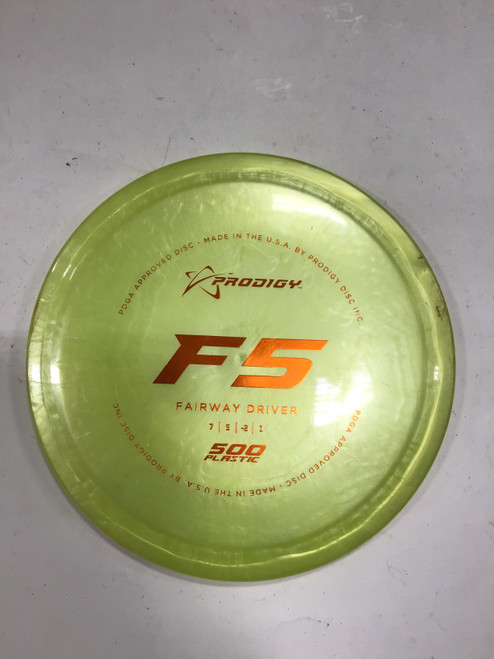 PDGA APPROVED DISC - MADE IN THE U.S.A. BY PRODIGY DISC INC
PRODIGY
F5
FAIRWAY DRIVER
7 | 5 | -2 | 1
500
PLASTIC
PDGA APPROVED DISC - MADE IN THE U.S.A. BY PRODIGY DISC INC